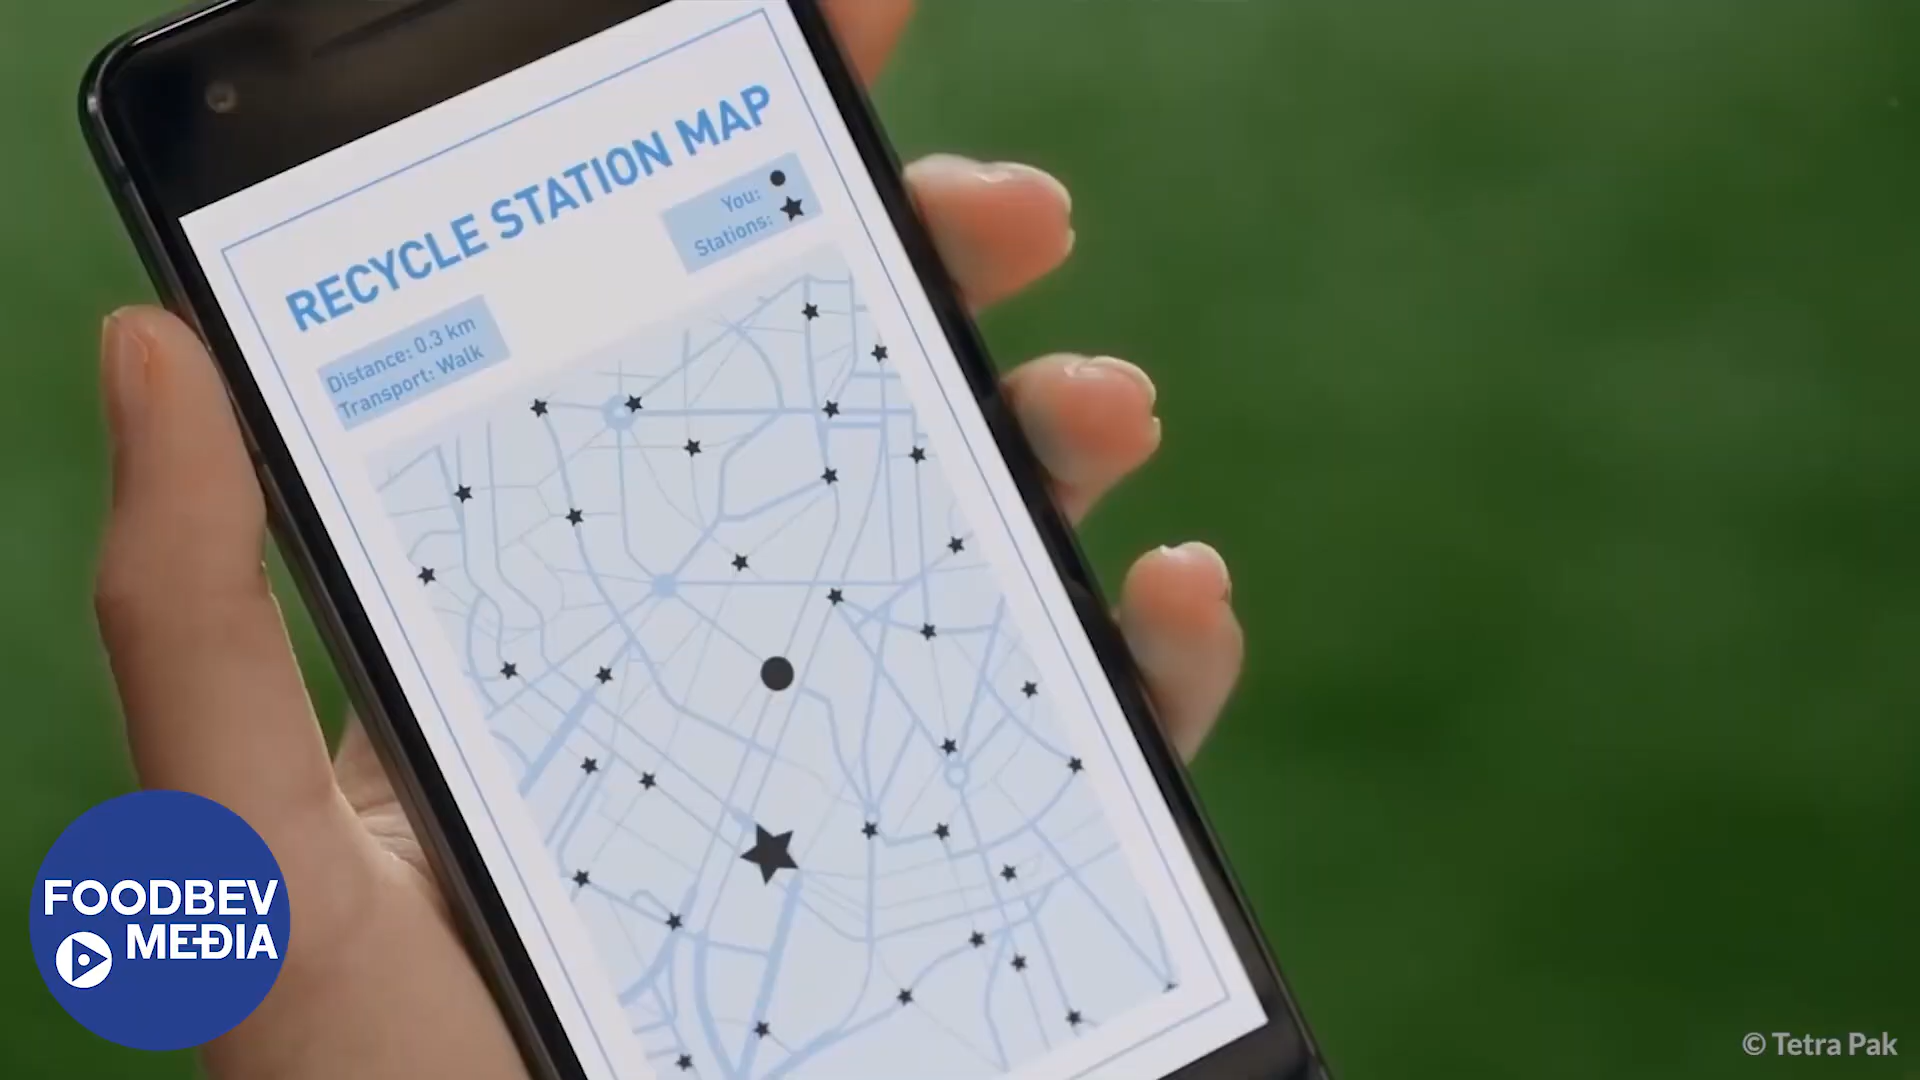 RECYCLE STATION MAP
You:
Stations:
Distance: 0.3 km
Transport: Walk
FOODBEV
MEDIA
© Tetra Pak